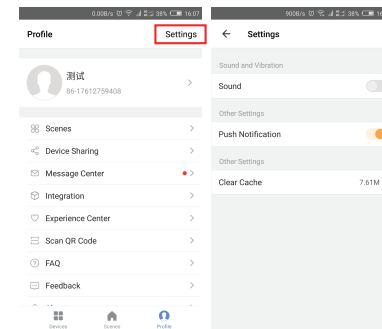 0.00B/s 38% 16:07
Profile
Settings
测试
86-17612759408
Scenes
Device Sharing
Message Center
Integration
Experience Center
Scan QR Code
FAQ
Feedback
Devices
Scenes
Profile
900B/s 38% 16
Settings
Sound and Vibration
Sound
Other Settings
Push Notification
Other Settings
Clear Cache
7.61M